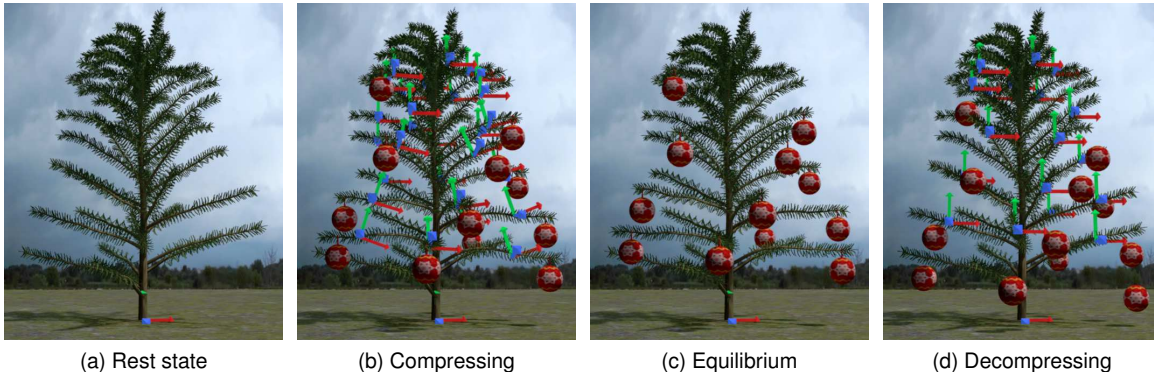 (a) Rest state
(b) Compressing
(c) Equilibrium
(d) Decompressing